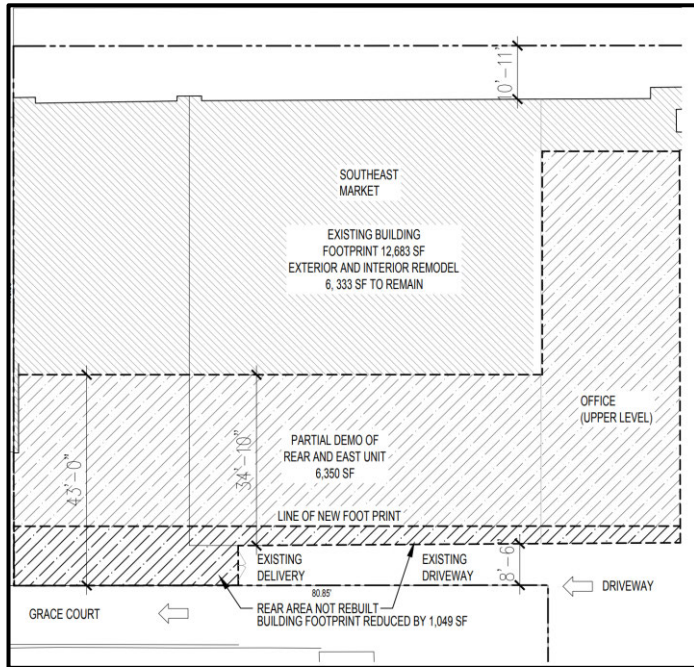 10'-11"
SOUTHEAST
MARKET
EXISTING BUILDING
FOOTPRINT 12,683 SF
EXTERIOR AND INTERIOR REMODEL
6, 333 SF TO REMAIN
OFFICE
(UPPER LEVEL)
43'-0"
34'-10"
PARTIAL DEMO OF
REAR AND EAST UNIT
6,350 SF
LINE OF NEW FOOT PRINT
EXISTING
DELIVERY
EXISTING
DRIVEWAY
8'-6"
DRIVEWAY
80.85'
GRACE COURT
REAR AREA NOT REBUILT
BUILDING FOOTPRINT REDUCED BY 1,049 SF